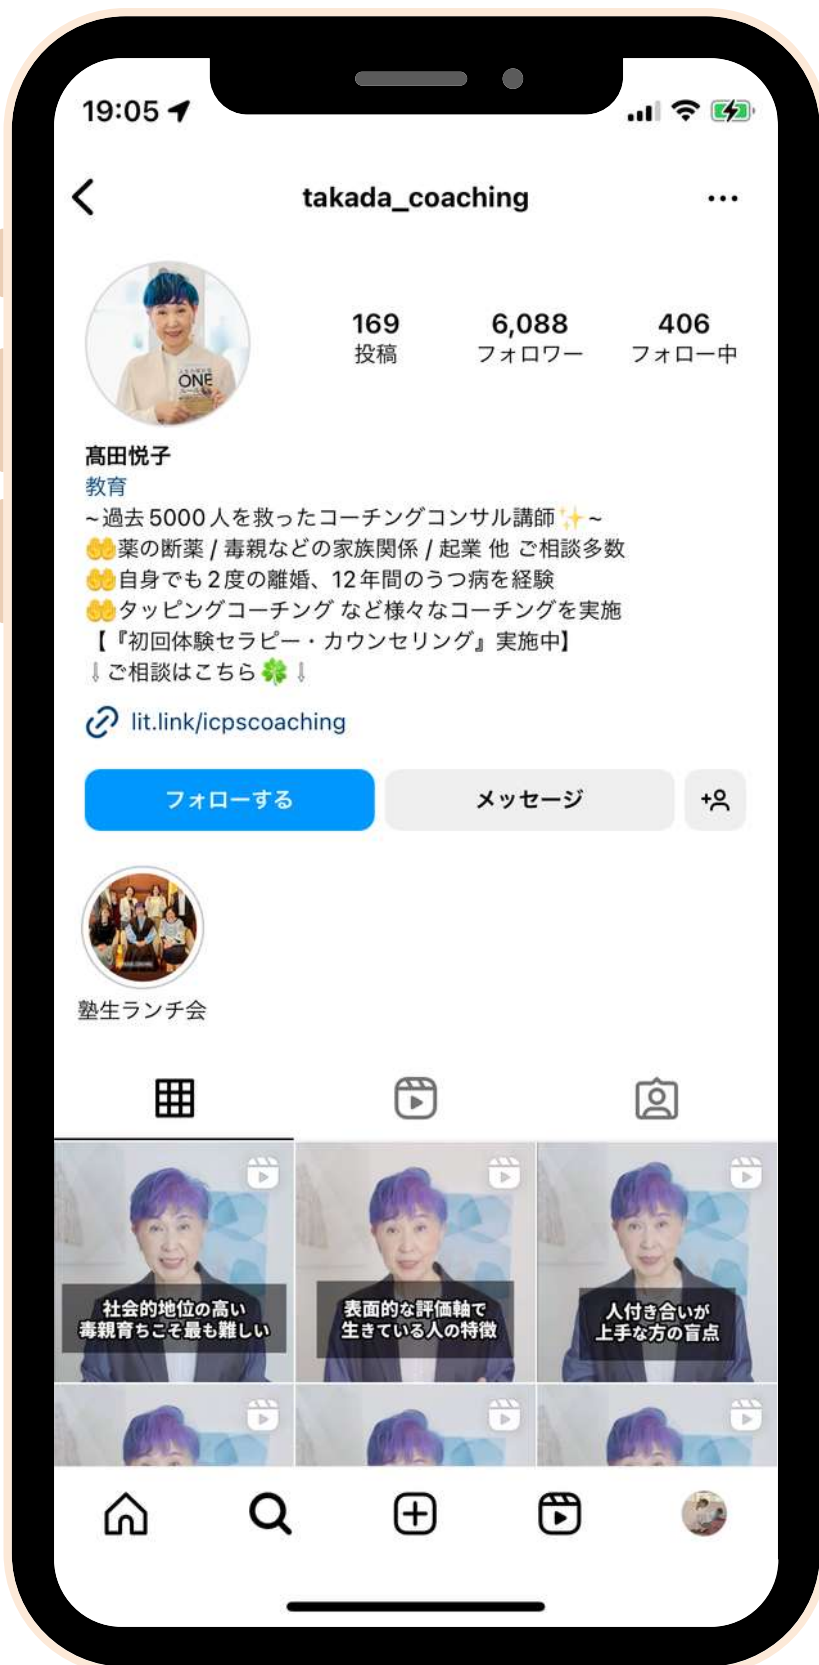 19:05
takada_coaching
169
投稿
6,088
フォロワー
406
フォロー中
ONE
髙田悦子
教育
~過去5000人を救ったコーチングコンサル講師✨~
🤲薬の断薬 / 毒親などの家族関係 / 起業 他 ご相談多数
🤲自身でも2度の離婚、12年間のうつ病を経験
🤲タッピングコーチング など様々なコーチングを実施
【『初回体験セラピー・カウンセリング』実施中】
⇩ご相談はこちら🍀⇩
lit.link/icpscoaching
フォローする
メッセージ
塾生ランチ会
社会的地位の高い
毒親育ちこそ最も難しい
表面的な評価軸で
生きている人の特徴
人付き合いが
上手な方の盲点